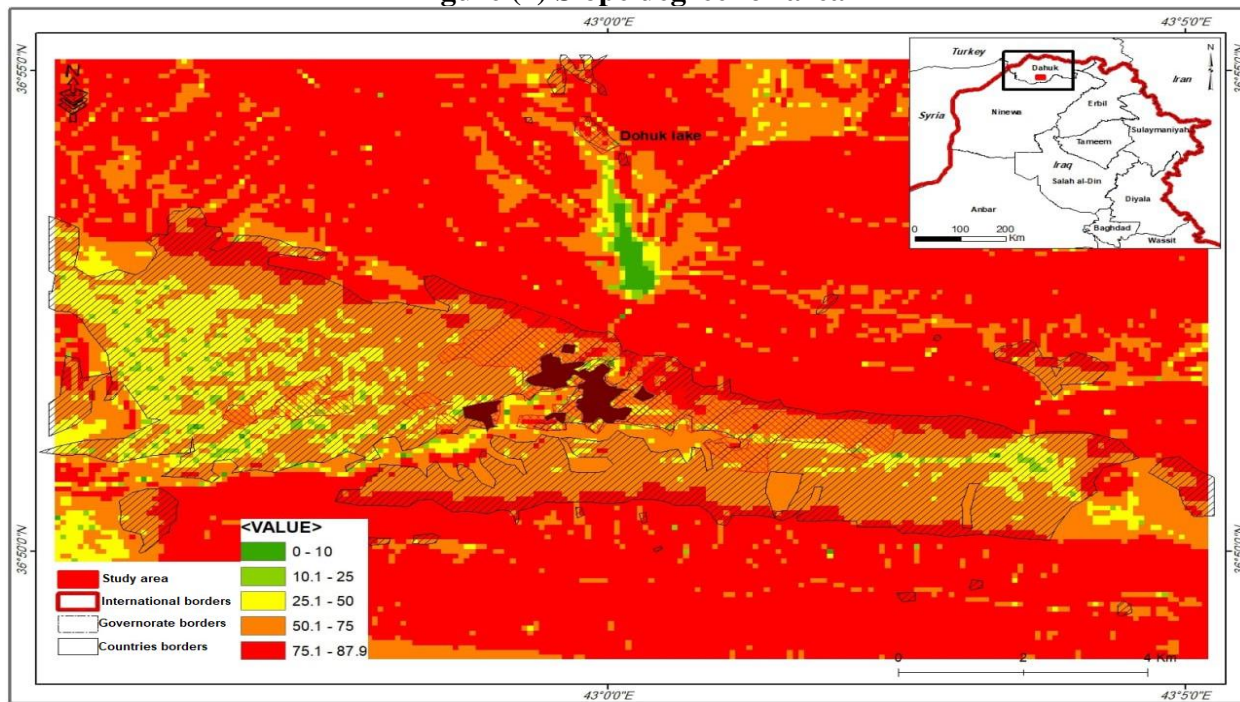 43°0'0"E
43°5'0"E
36°55'0"N
36°55'0"N
Dohuk lake
Turkey
Dahuk
N
Iran
Syria
Ninewa
Erbil
Sulaymaniyah
Tameem
Iraq
Salah al-Din
Diyala
Anbar
Baghdad
Wassit
0 100 200
Km
<VALUE>
0 - 10
10.1 - 25
25.1 - 50
50.1 - 75
75.1 - 87.9
Study area
International borders
Governorate borders
Countries borders
36°50'0"N
36°50'0"N
0 2 4 Km
43°0'0"E
43°5'0"E